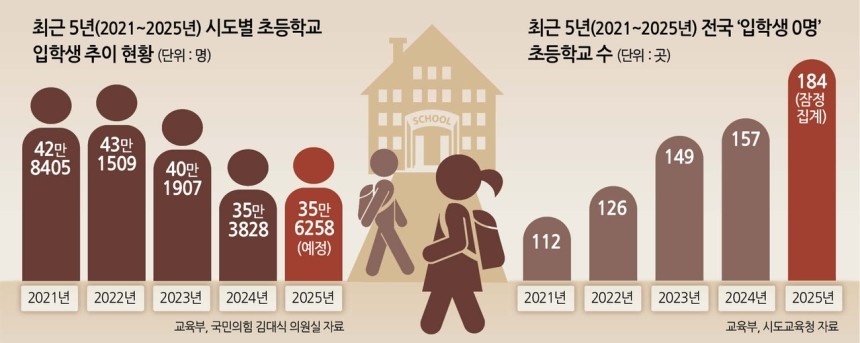 최근 5년(2021~2025년) 시도별 초등학교
입학생 추이 현황 (단위 : 명)
42만
8405
43만
1509
40만
1907
35만
3828
35만
6258
(예정)
2021년
2022년
2023년
2024년
2025년
교육부, 국민의힘 김대식 의원실 자료
SCHOOL
최근 5년(2021~2025년) 전국 ‘입학생 0명’
초등학교 수 (단위 : 곳)
112
126
149
157
184
(잠정
집계)
2021년
2022년
2023년
2024년
2025년
교육부, 시도교육청 자료